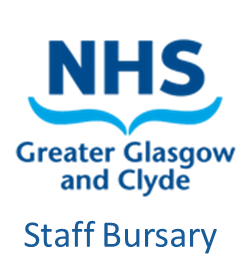 NHS
Greater Glasgow
and Clyde
Staff Bursary